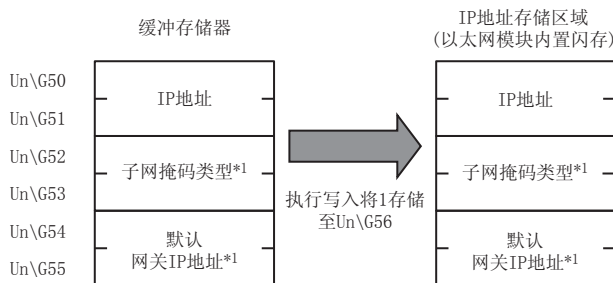 缓冲存储器
IP地址存储区域
(以太网模块内置闪存)
Un\G50
Un\G51
Un\G52
Un\G53
Un\G54
Un\G55
IP地址
子网掩码类型*1
默认
网关IP地址*1
执行写入将1存储
至Un\G56
IP地址
子网掩码类型*1
默认
网关IP地址*1